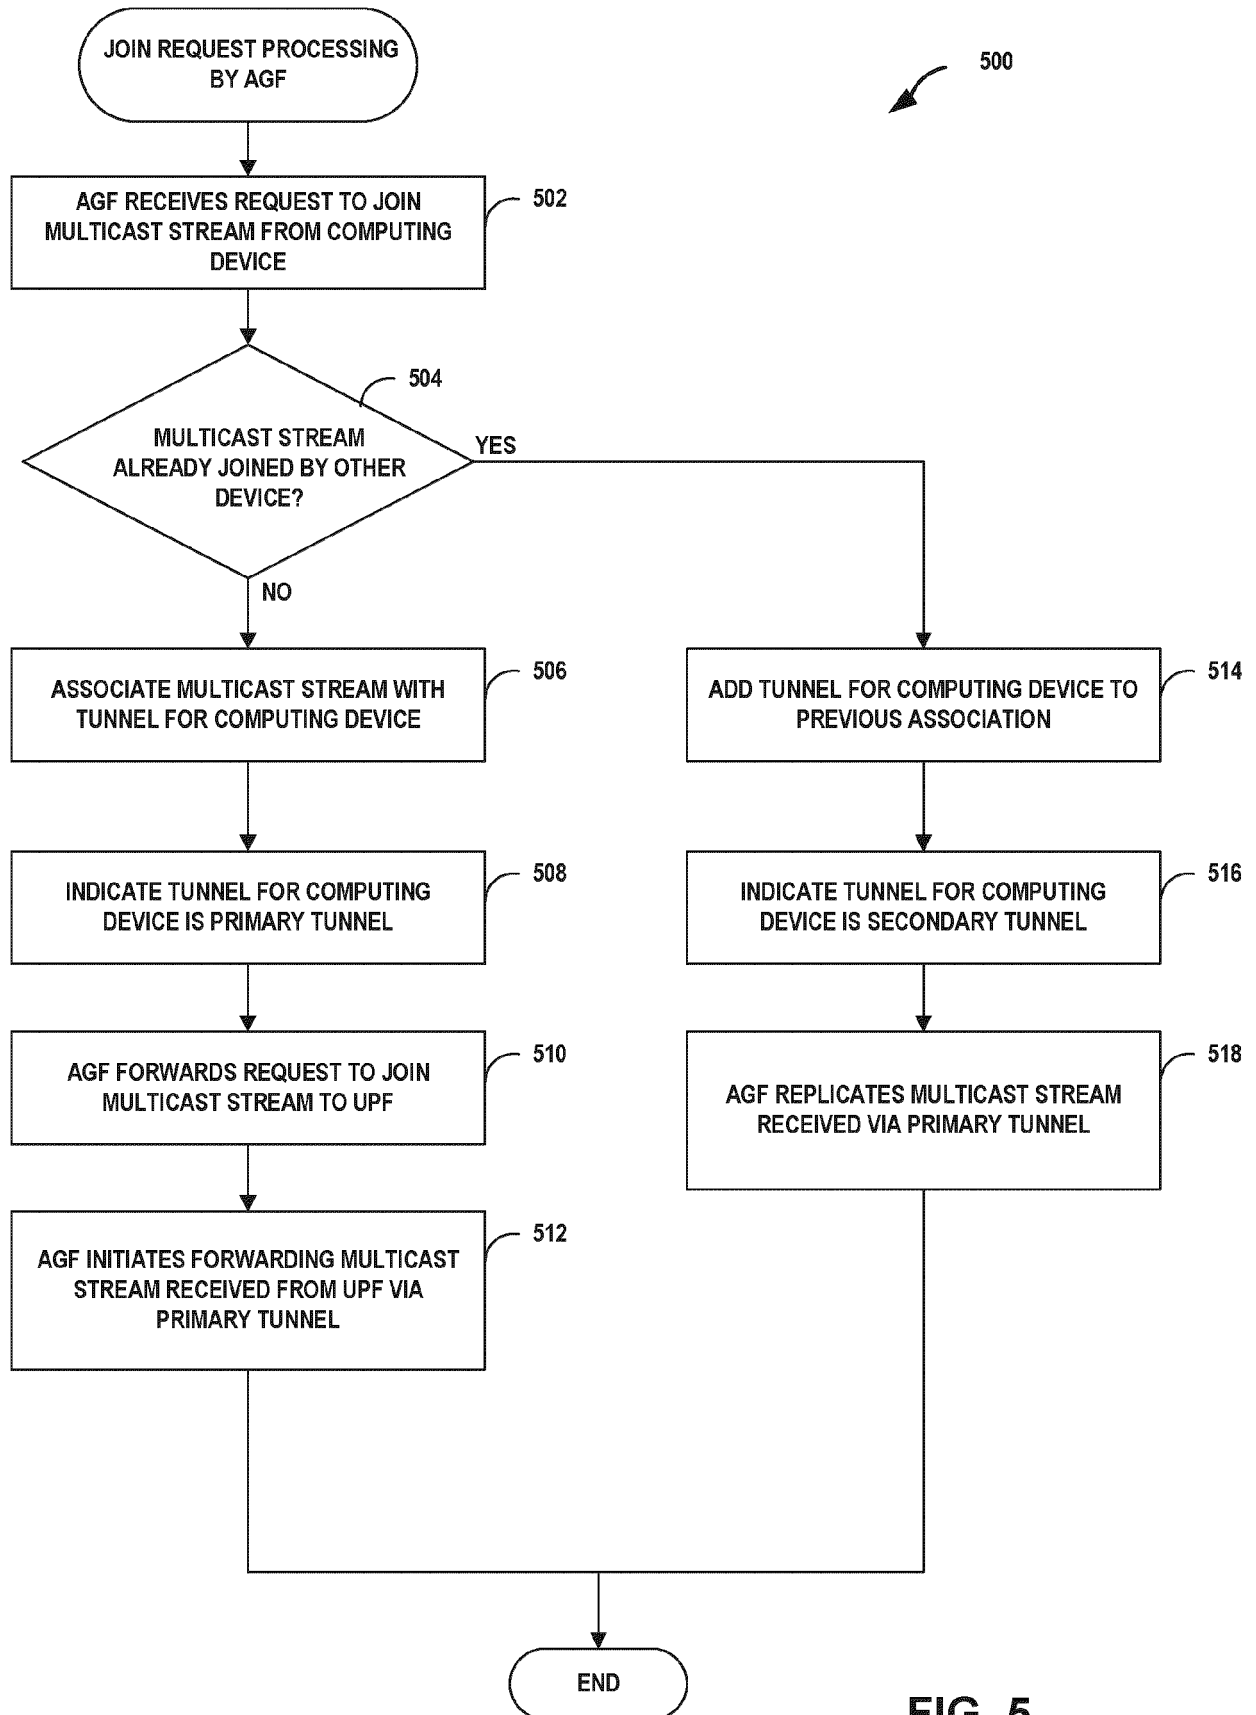 JOIN REQUEST PROCESSING
BY AGF
500
AGF RECEIVES REQUEST TO JOIN
MULTICAST STREAM FROM COMPUTING
DEVICE
502
504
MULTICAST STREAM
ALREADY JOINED BY OTHER
DEVICE?
YES
NO
ASSOCIATE MULTICAST STREAM WITH
TUNNEL FOR COMPUTING DEVICE
506
INDICATE TUNNEL FOR COMPUTING
DEVICE IS PRIMARY TUNNEL
508
AGF FORWARDS REQUEST TO JOIN
MULTICAST STREAM TO UPF
510
AGF INITIATES FORWARDING MULTICAST
STREAM RECEIVED FROM UPF VIA
PRIMARY TUNNEL
512
ADD TUNNEL FOR COMPUTING DEVICE TO
PREVIOUS ASSOCIATION
514
INDICATE TUNNEL FOR COMPUTING
DEVICE IS SECONDARY TUNNEL
516
AGF REPLICATES MULTICAST STREAM
RECEIVED VIA PRIMARY TUNNEL
518
END
FIG. 5